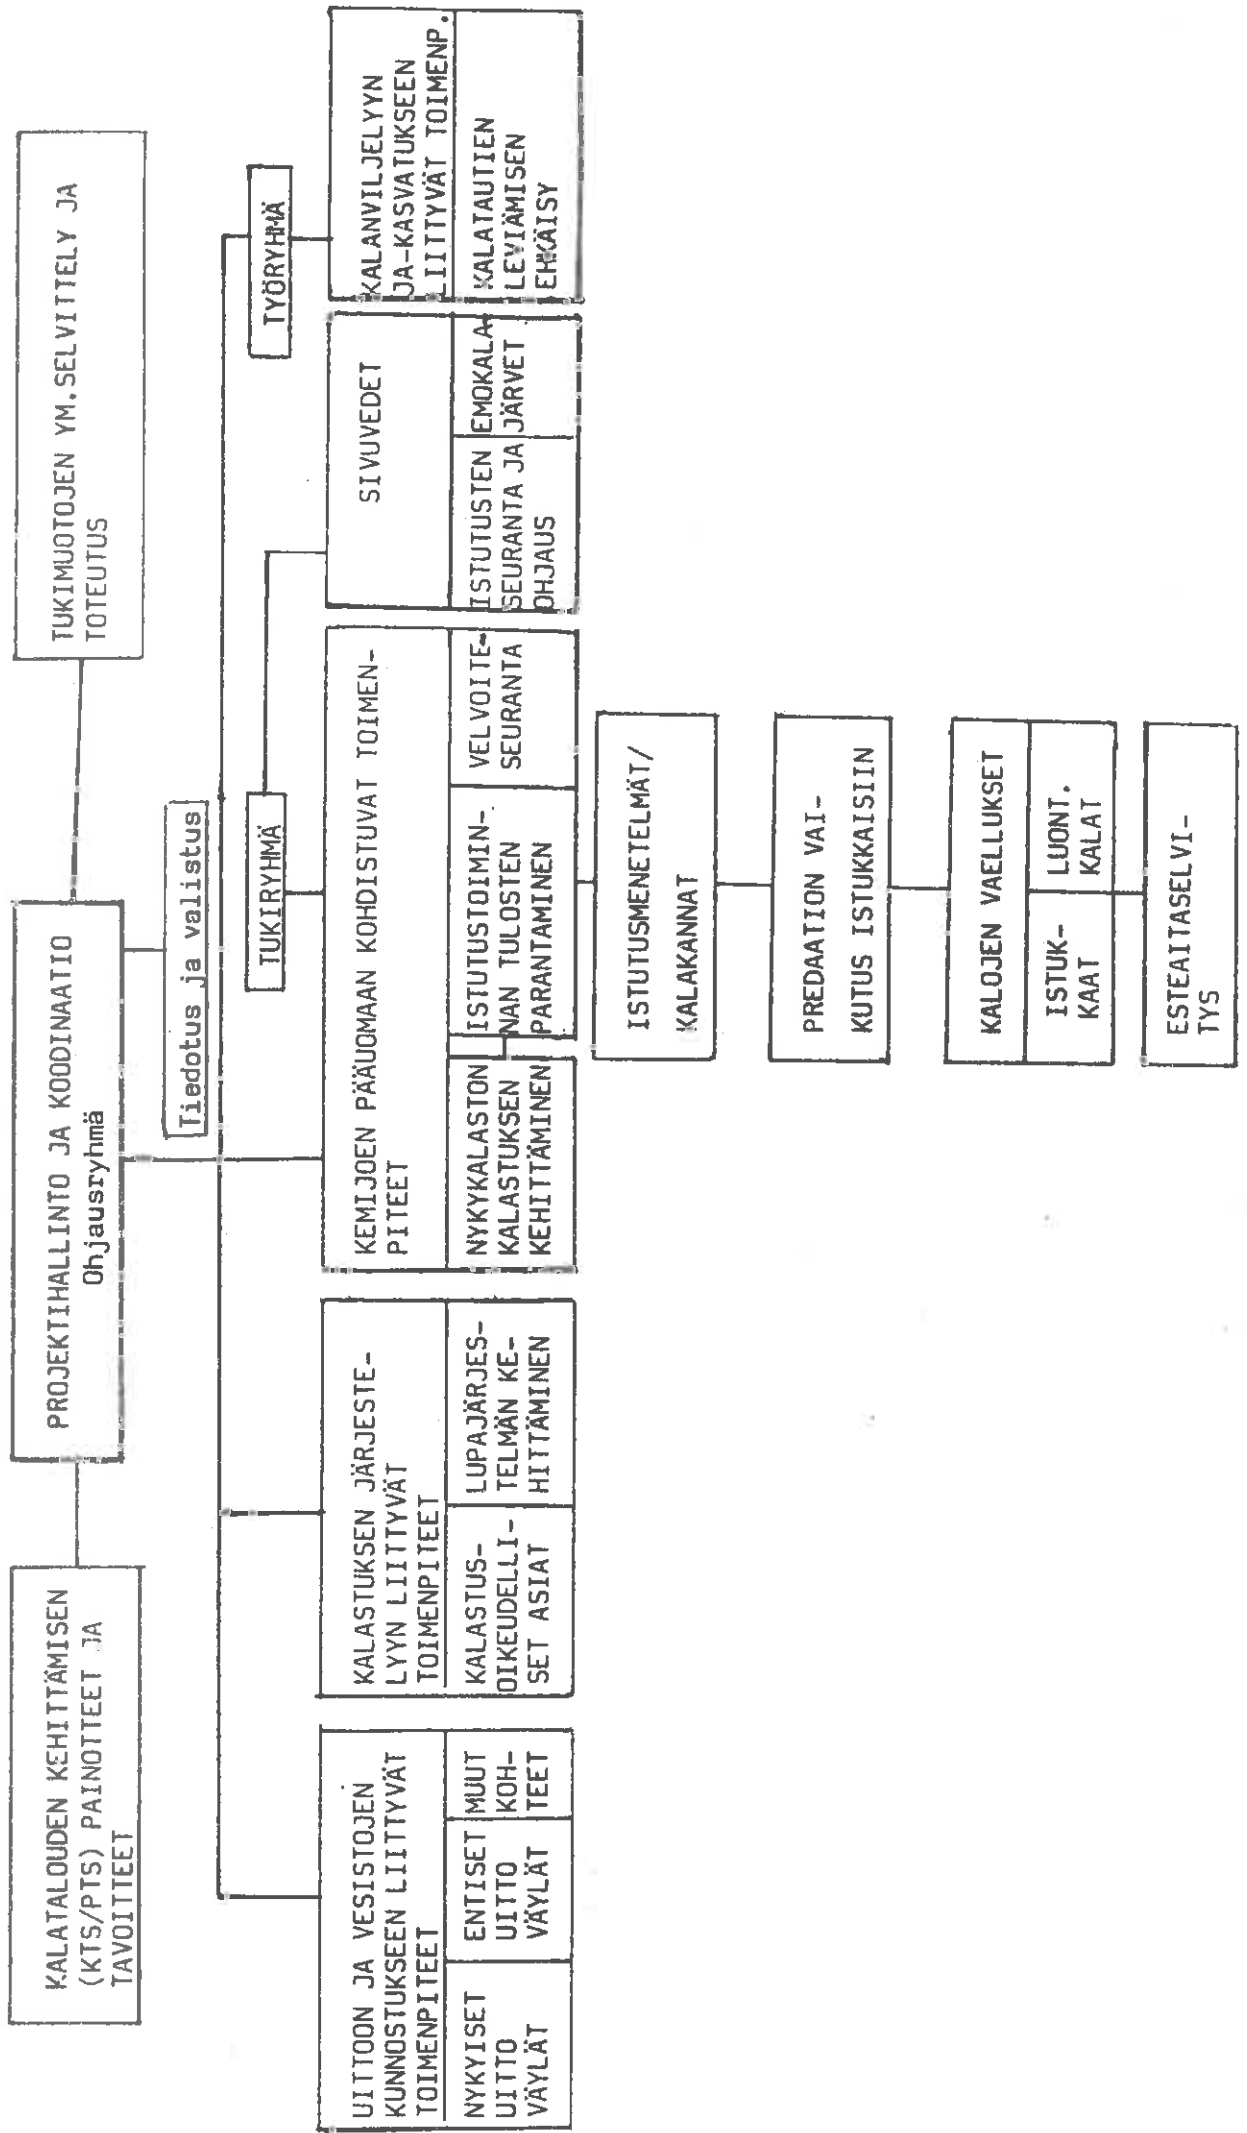 KALATALOUDEN KEHITTÄMISEN
(KTS/PTS) PAINOTTEET JA
TAVOITTEET
PROJEKTIHALLINTO JA KOODINAATIO
Ohjausryhmä
TUKIMUOTOJEN YM.SELVITTELY JA
TOTEUTUS
Tiedotus ja valistus
TUKIRYHMÄ
TYÖRYHMÄ
UITTOON JA VESISTOJEN
KUNNOSTUKSEEN LIITTYVÄT
TOIMENPITEET
NYKYISET
UITTO
VÄYLÄT
ENTISET
UITTO
VÄYLÄT
MUUT
KOH-
TEET
KALASTUKSEN JÄRJESTE-
LYYN LIITTYVÄT
TOIMENPITEET
KALASTUS-
OIKEUDELLI-
SET ASIAT
LUPAJÄRJES-
TELMÄN KE-
HITTÄMINEN
KEMIJOEN PÄÄUOMAAN KOHDISTUVAT TOIMEN-
PITEET
NYKYKALASTON
KALASTUKSEN
KEHITTÄMINEN
ISTUTUSTOIMIN-
NAN TULOSTEN
PARANTAMINEN
VELVOITE-
SEURANTA
SIVUVEDET
ISTUTUSTEN
SEURANTA JA
OHJAUS
EMOKALA
JÄRVET
KALANVILJELYYN
JA-KASVATUKSEEN
LIITTYVÄT TOIMENP.
KALATAUTIEN
LEVIÄMISEN
EHKÄISY
ISTUTUSMENETELMÄT/
KALAKANNAT
PREDAATION VAI-
KUTUS ISTUKKAISIIN
KALOJEN VAELLUKSET
ISTUK-
KAAT
LUONT.
KALAT
ESTEAITASELVI-
TYS